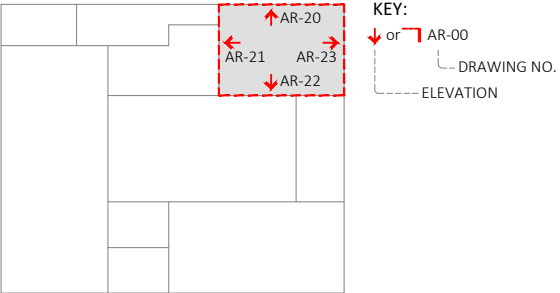 KEY:
AR-20
or AR-00
AR-21 AR-23
DRAWING NO.
AR-22
ELEVATION